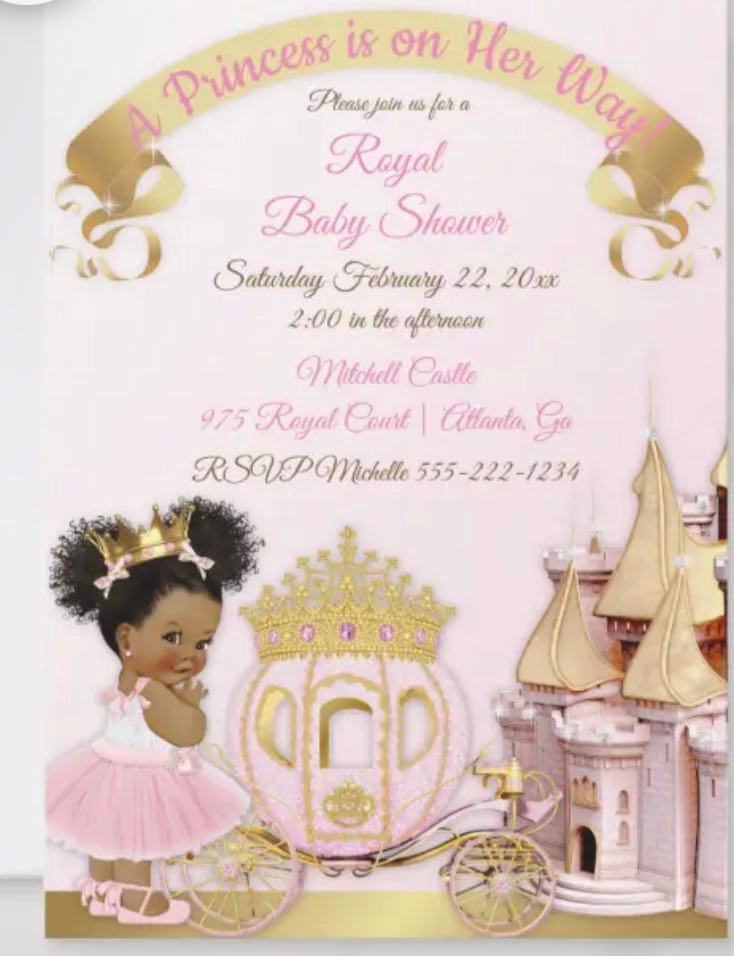 A Princess is on Her Way!
Please join us for a
Royal
Baby Shower
Saturday February 22, 20xx
2:00 in the afternoon
Mitchell Castle
975 Royal Court | Atlanta, Ga
RSVP Michelle 555-222-1234